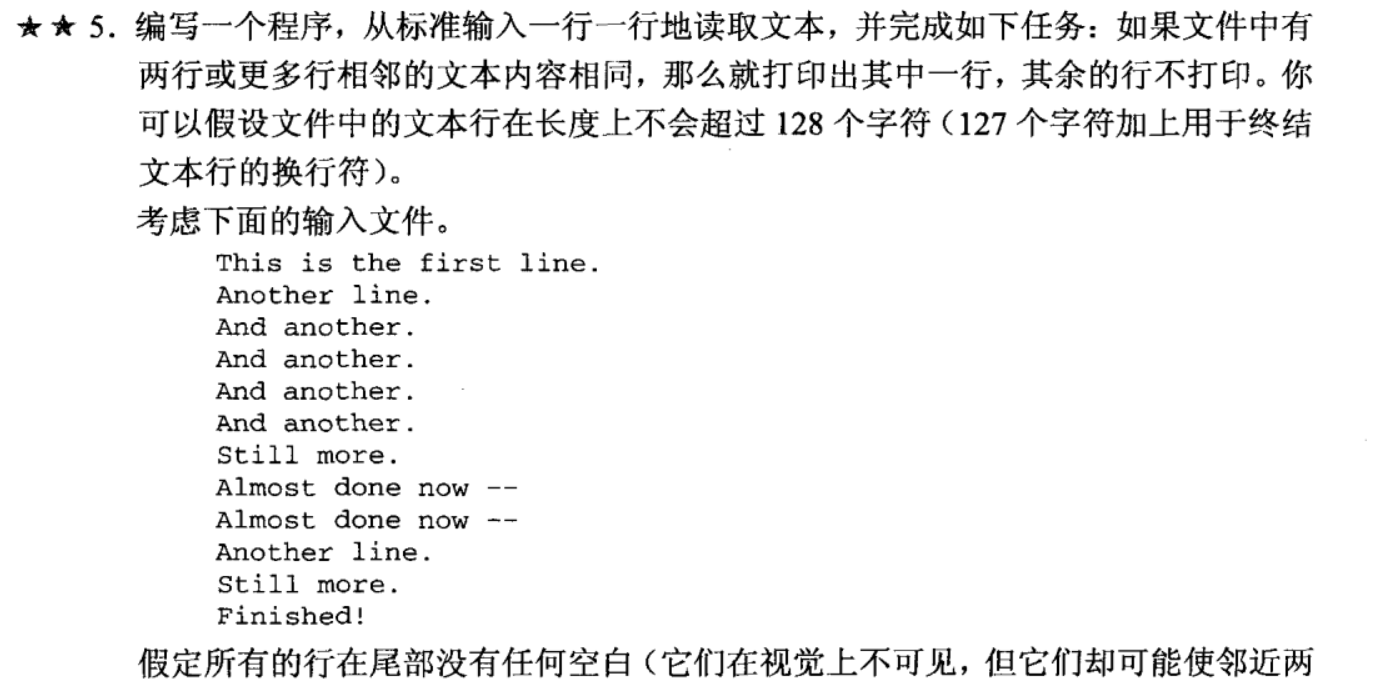 ★★ 5. 编写一个程序，从标准输入一行一行地读取文本，并完成如下任务：如果文件中有
两行或更多行相邻的文本内容相同，那么就打印出其中一行，其余的行不打印。你
可以假设文件中的文本行在长度上不会超过 128 个字符（127 个字符加上用于终结
文本行的换行符）。
考虑下面的输入文件。
This is the first line.
Another line.
And another.
And another.
And another.
And another.
Still more.
Almost done now --
Almost done now --
Another line.
Still more.
Finished!
假定所有的行在尾部没有任何空白（它们在视觉上不可见，但它们却可能使邻近两